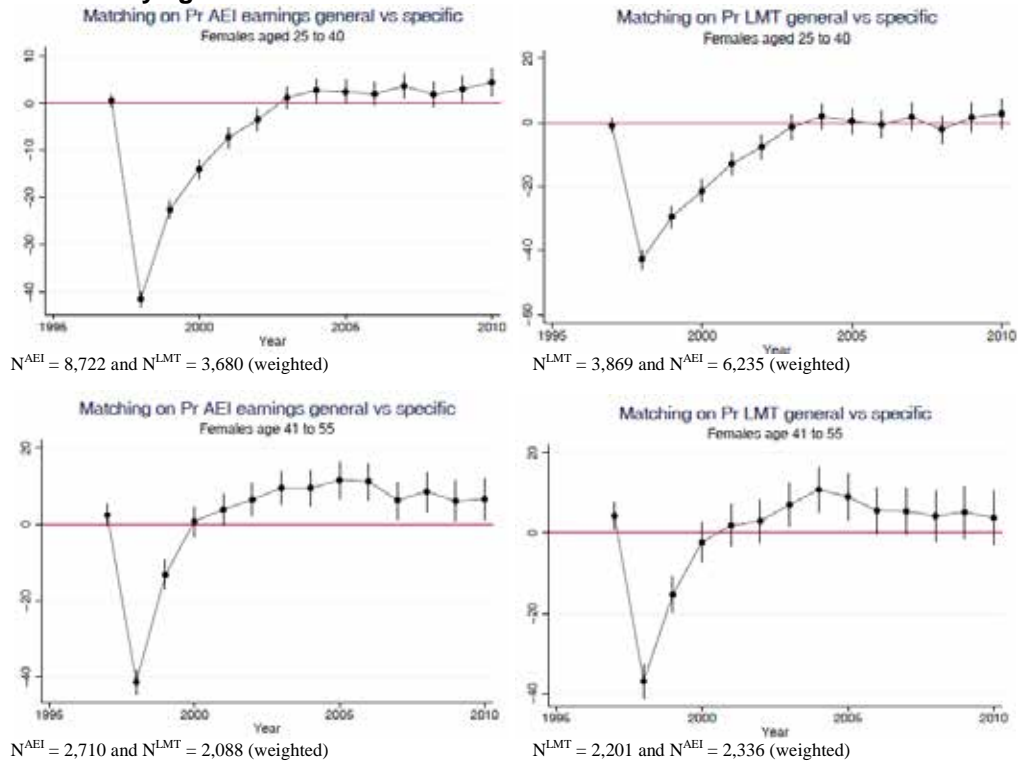 Matching on Pr AEI earnings general vs specific
Females aged 25 to 40
10
0
-10
-20
-30
-40
1995
2000
2005
2010
Year
N^AEI = 8,722 and N^LMT = 3,680 (weighted)
Matching on Pr LMT general vs specific
Females aged 25 to 40
20
0
-20
-40
-60
1995
2000
2005
2010
Year
N^LMT = 3,869 and N^AEI = 6,235 (weighted)
Matching on Pr AEI earnings general vs specific
Females age 41 to 55
20
0
-20
-40
1995
2000
2005
2010
Year
N^AEI = 2,710 and N^LMT = 2,088 (weighted)
Matching on Pr LMT general vs specific
Females age 41 to 55
20
0
-20
-40
1995
2000
2005
2010
Year
N^LMT = 2,201 and N^AEI = 2,336 (weighted)